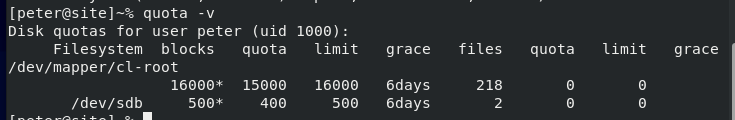 [peter@site]~% quota -v
Disk quotas for user peter (uid 1000):
     Filesystem  blocks   quota   limit   grace   files   quota   limit   grace
/dev/mapper/cl-root
                 16000*  15000   16000   6days     218       0       0
       /dev/sdb    500*    400     500   6days       2       0       0
[peter@site]~%